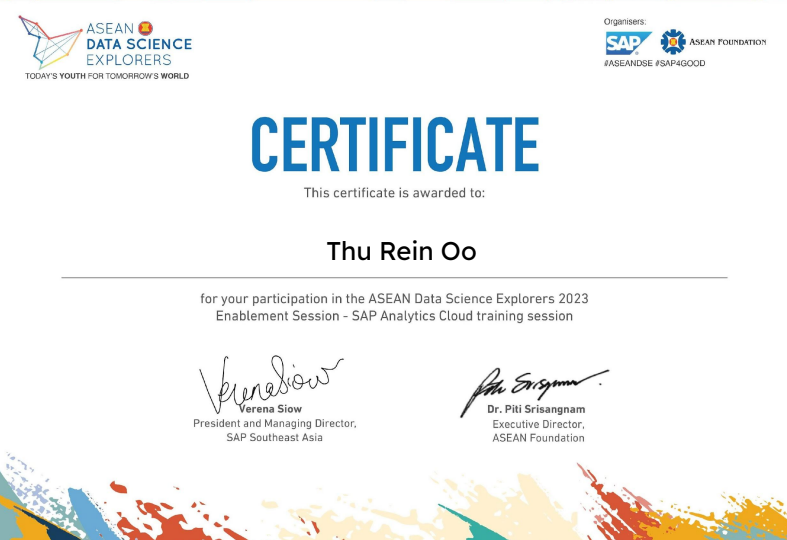 ASEAN
DATA SCIENCE
EXPLORERS
TODAY'S YOUTH FOR TOMORROW'S WORLD
Organisers:
SAP
ASEAN FOUNDATION
#ASEANDSE #SAP4GOOD
CERTIFICATE
This certificate is awarded to:
Thu Rein Oo
for your participation in the ASEAN Data Science Explorers 2023
Enablement Session - SAP Analytics Cloud training session
Verena Siow
Piti Srisangnam
Verena Siow
President and Managing Director,
SAP Southeast Asia
Dr. Piti Srisangnam
Executive Director,
ASEAN Foundation